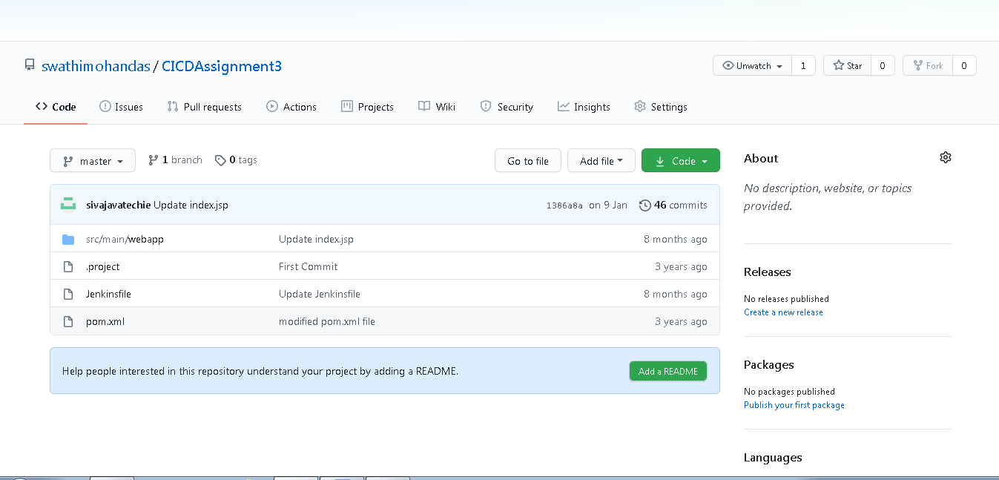 swathimohandas / CICDAssignment3
Unwatch 1 Star 0 Fork 0
Code Issues Pull requests Actions Projects Wiki Security Insights Settings
master 1 branch 0 tags Go to file Add file Code
sivajavatechie Update index.jsp 1386a8a on 9 Jan 46 commits
src/main/webapp Update index.jsp 8 months ago
.project First Commit 3 years ago
Jenkinsfile Update Jenkinsfile 8 months ago
pom.xml modified pom.xml file 3 years ago
Help people interested in this repository understand your project by adding a README. Add a README
About
No description, website, or topics
provided.
Releases
No releases published
Create a new release
Packages
No packages published
Publish your first package
Languages